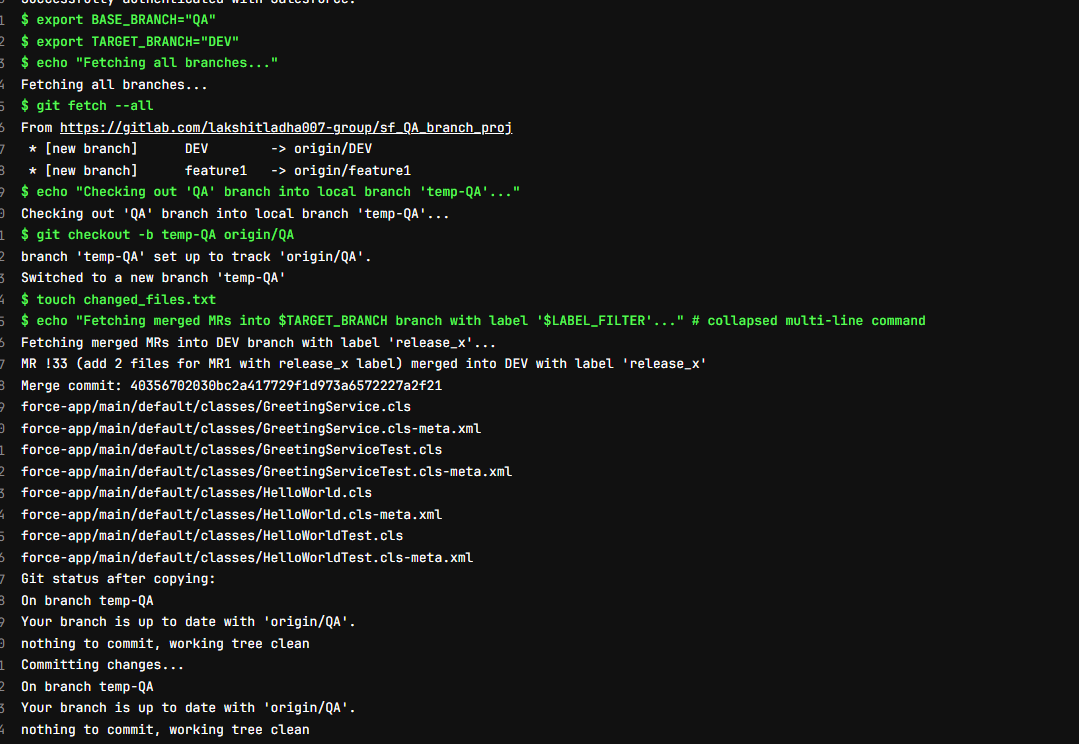 Successfully authenticated with Salesforce.
1 $ export BASE_BRANCH="QA"
2 $ export TARGET_BRANCH="DEV"
3 $ echo "Fetching all branches..."
4 Fetching all branches...
5 $ git fetch --all
6 From https://gitlab.com/lakshitladha007-group/sf_QA_branch_proj
7 * [new branch]      DEV        -> origin/DEV
8 * [new branch]      feature1   -> origin/feature1
9 $ echo "Checking out 'QA' branch into local branch 'temp-QA'..."
0 Checking out 'QA' branch into local branch 'temp-QA'...
1 $ git checkout -b temp-QA origin/QA
2 branch 'temp-QA' set up to track 'origin/QA'.
3 Switched to a new branch 'temp-QA'
4 $ touch changed_files.txt
5 $ echo "Fetching merged MRs into $TARGET_BRANCH branch with label '$LABEL_FILTER'..." # collapsed multi-line command
6 Fetching merged MRs into DEV branch with label 'release_x'...
7 MR !33 (add 2 files for MR1 with release_x label) merged into DEV with label 'release_x'
8 Merge commit: 40356702030bc2a417729f1d973a6572227a2f21
9 force-app/main/default/classes/GreetingService.cls
0 force-app/main/default/classes/GreetingService.cls-meta.xml
1 force-app/main/default/classes/GreetingServiceTest.cls
2 force-app/main/default/classes/GreetingServiceTest.cls-meta.xml
3 force-app/main/default/classes/HelloWorld.cls
4 force-app/main/default/classes/HelloWorld.cls-meta.xml
5 force-app/main/default/classes/HelloWorldTest.cls
6 force-app/main/default/classes/HelloWorldTest.cls-meta.xml
7 Git status after copying:
8 On branch temp-QA
9 Your branch is up to date with 'origin/QA'.
0 nothing to commit, working tree clean
1 Committing changes...
2 On branch temp-QA
3 Your branch is up to date with 'origin/QA'.
4 nothing to commit, working tree clean